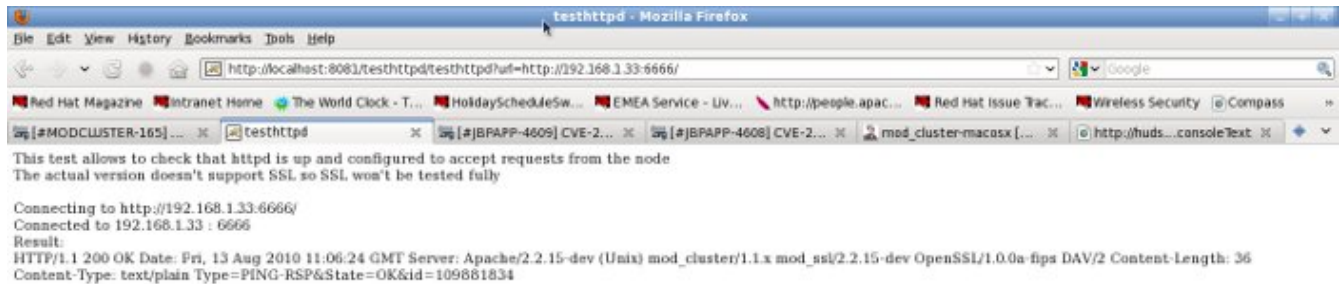 testhttpd - Mozilla Firefox
File Edit View History Bookmarks Tools Help
http://localhost:8081/testhttpd/testhttpd?url=http://192.168.1.33:6666/
Google
Red Hat Magazine Intranet Home The World Clock - T... HolidayScheduleSw... EMEA Service - Liv... http://people.apac... Red Hat Issue Trac... Wireless Security Compass »
[#MODCLUSTER-165] ... testhttpd [#JBPAPP-4609] CVE-2... [#JBPAPP-4608] CVE-2... mod_cluster-macosx [... http://huds...consoleText
This test allows to check that httpd is up and configured to accept requests from the node
The actual version doesn't support SSL so SSL won't be tested fully
Connecting to http://192.168.1.33:6666/
Connected to 192.168.1.33 : 6666
Result:
HTTP/1.1 200 OK Date: Fri, 13 Aug 2010 11:06:24 GMT Server: Apache/2.2.15-dev (Unix) mod_cluster/1.1.x mod_ssl/2.2.15-dev OpenSSL/1.0.0a-fips DAV/2 Content-Length: 36
Content-Type: text/plain Type=PING-RSP&State=OK&id=109881834